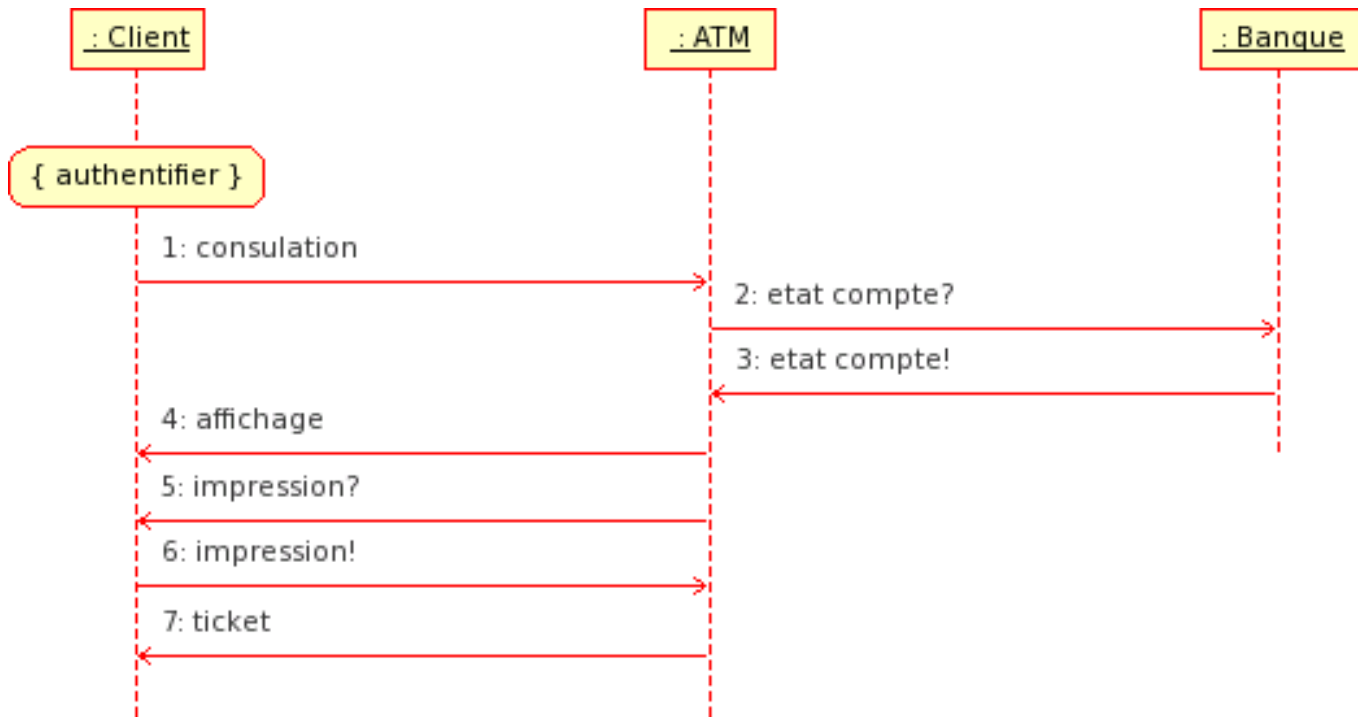 : Client
: ATM
: Banque
{ authentifier }
1: consulation
2: etat compte?
3: etat compte!
4: affichage
5: impression?
6: impression!
7: ticket